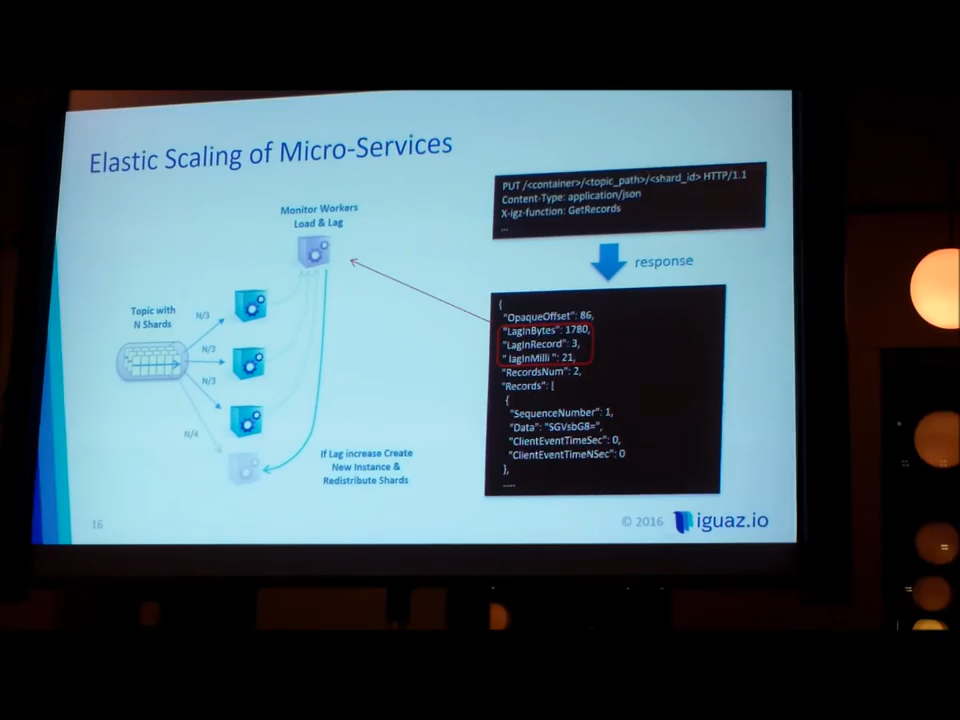 Elastic Scaling of Micro-Services
Monitor Workers
Load & Lag
Topic with
N Shards
N/3
N/3
N/3
N/4
If Lag increase Create
New Instance &
Redistribute Shards
PUT /<container>/<topic_path>/<shard_id> HTTP/1.1
Content-Type: application/json
X-igz-function: GetRecords
...
response
{
"OpaqueOffset": 86,
"LagInBytes": 1780,
"LagInRecord": 3,
"lagInMilli ": 21,
"RecordsNum": 2,
"Records": [
{
"SequenceNumber": 1,
"Data": "SGVsbG8=",
"ClientEventTimeSec": 0,
"ClientEventTimeNSec": 0
},
.....
16
© 2016 iguaz.io